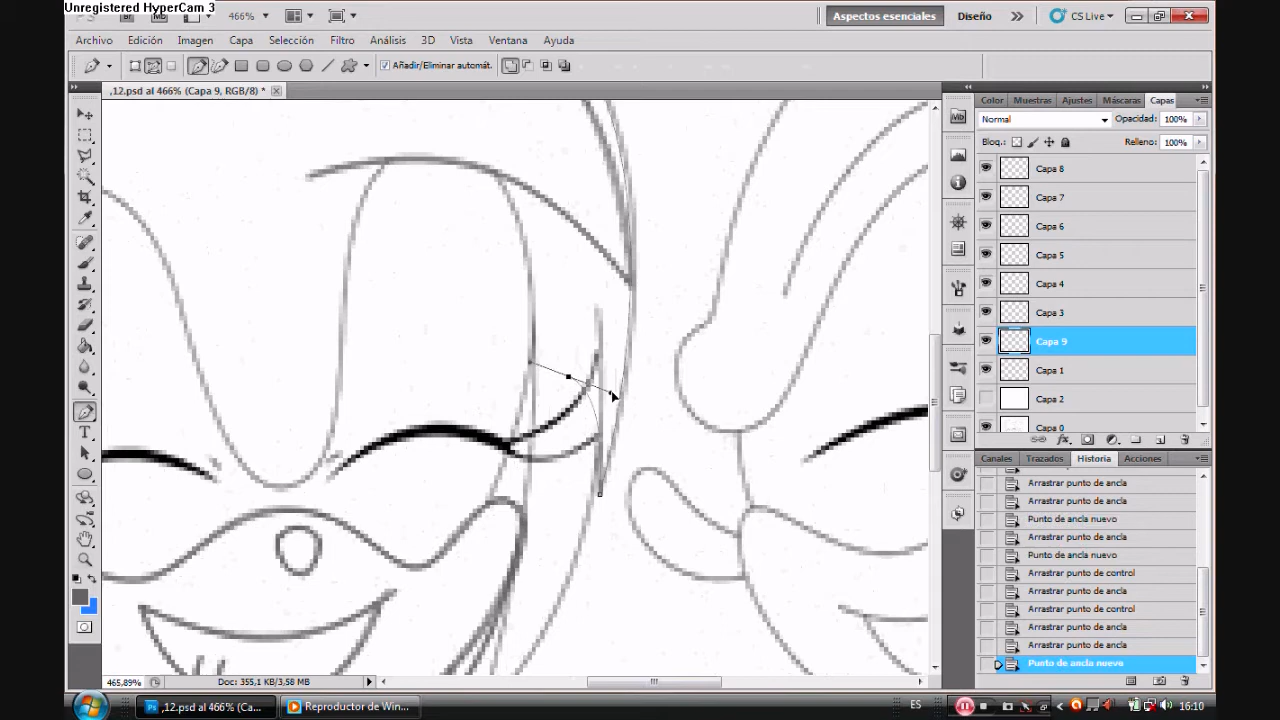 Unregistered HyperCam 3
Br Mb 466%
Aspectos esenciales Diseño CS Live
Archivo Edición Imagen Capa Selección Filtro Análisis 3D Vista Ventana Ayuda
Añadir/Eliminar automát.
,12.psd al 466% (Capa 9, RGB/8) *
Color Muestras Ajustes Máscaras Capas
Normal Opacidad: 100%
Bloq.: Relleno: 100%
Capa 8
Capa 7
Capa 6
Capa 5
Capa 4
Capa 3
Capa 9
Capa 1
Capa 2
Capa 0
Canales Trazados Historia Acciones
Arrastrar punto de ancla
Arrastrar punto de ancla
Punto de ancla nuevo
Arrastrar punto de ancla
Punto de ancla nuevo
Arrastrar punto de control
Arrastrar punto de ancla
Arrastrar punto de control
Arrastrar punto de ancla
Arrastrar punto de ancla
Punto de ancla nuevo
465,89% Doc: 355,1 KB/3,58 MB
,12.psd al 466% (Ca... Reproductor de Win... ES 16:10